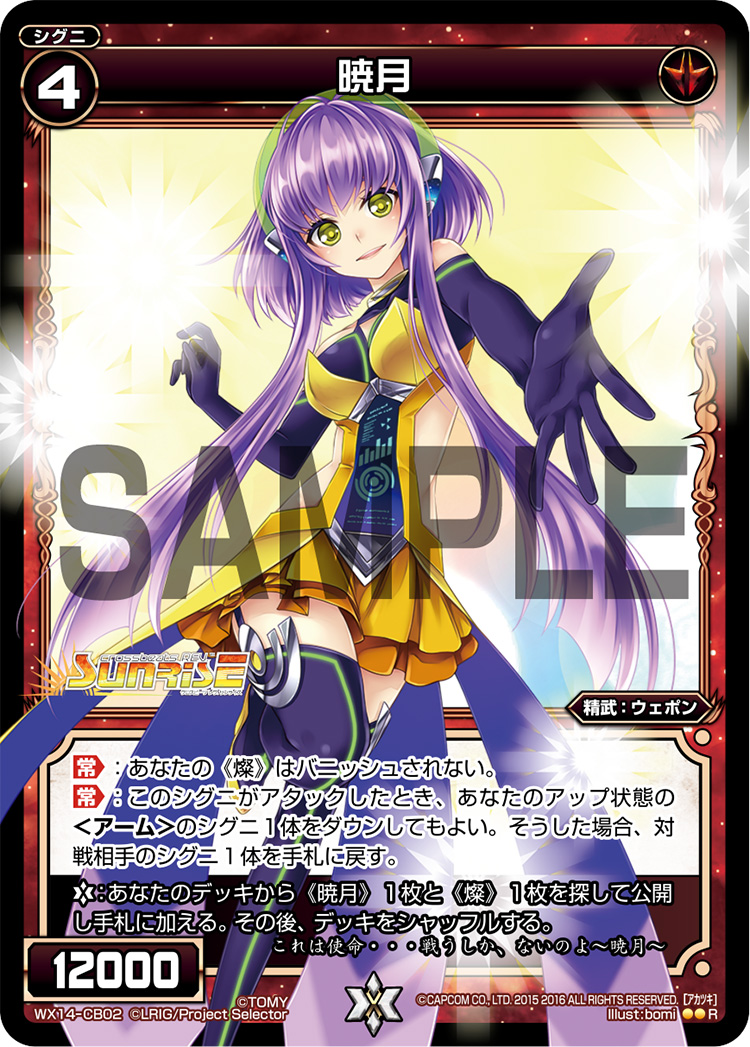 シグニ
4
暁月
SAMPLE
crossbeats REV.
SUNRISE
精武：ウェポン
常：あなたの《燦》はバニッシュされない。
常：このシグニがアタックしたとき、あなたのアップ状態の
＜アーム＞のシグニ１体をダウンしてもよい。そうした場合、対
戦相手のシグニ１体を手札に戻す。
：あなたのデッキから《暁月》１枚と《燦》１枚を探して公開
し手札に加える。その後、デッキをシャッフルする。
これは使命・・・戦うしか、ないのよ～暁月～
12000
©TOMY
©CAPCOM CO., LTD. 2015 2016 ALL RIGHTS RESERVED. [アカツキ]
WX14-CB02 ©LRIG/Project Selector
Illust:bomi R